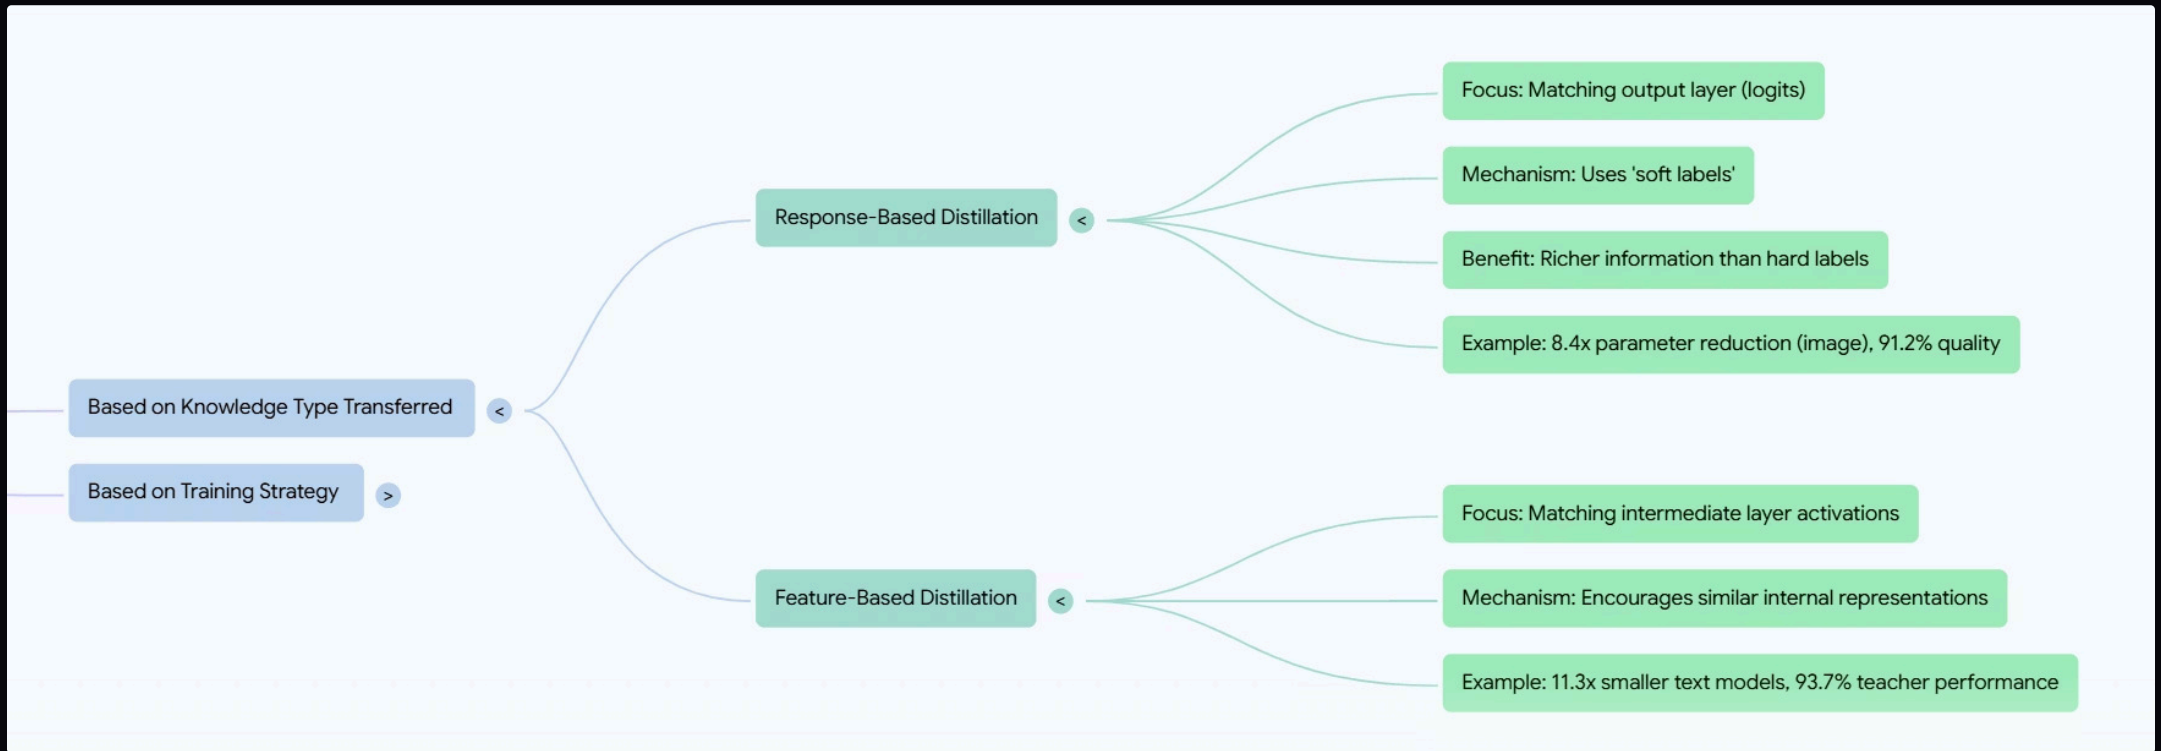 Focus: Matching output layer (logits)
Mechanism: Uses 'soft labels'
Response-Based Distillation <
Benefit: Richer information than hard labels
Example: 8.4x parameter reduction (image), 91.2% quality
Based on Knowledge Type Transferred <
Based on Training Strategy >
Focus: Matching intermediate layer activations
Feature-Based Distillation <
Mechanism: Encourages similar internal representations
Example: 11.3x smaller text models, 93.7% teacher performance